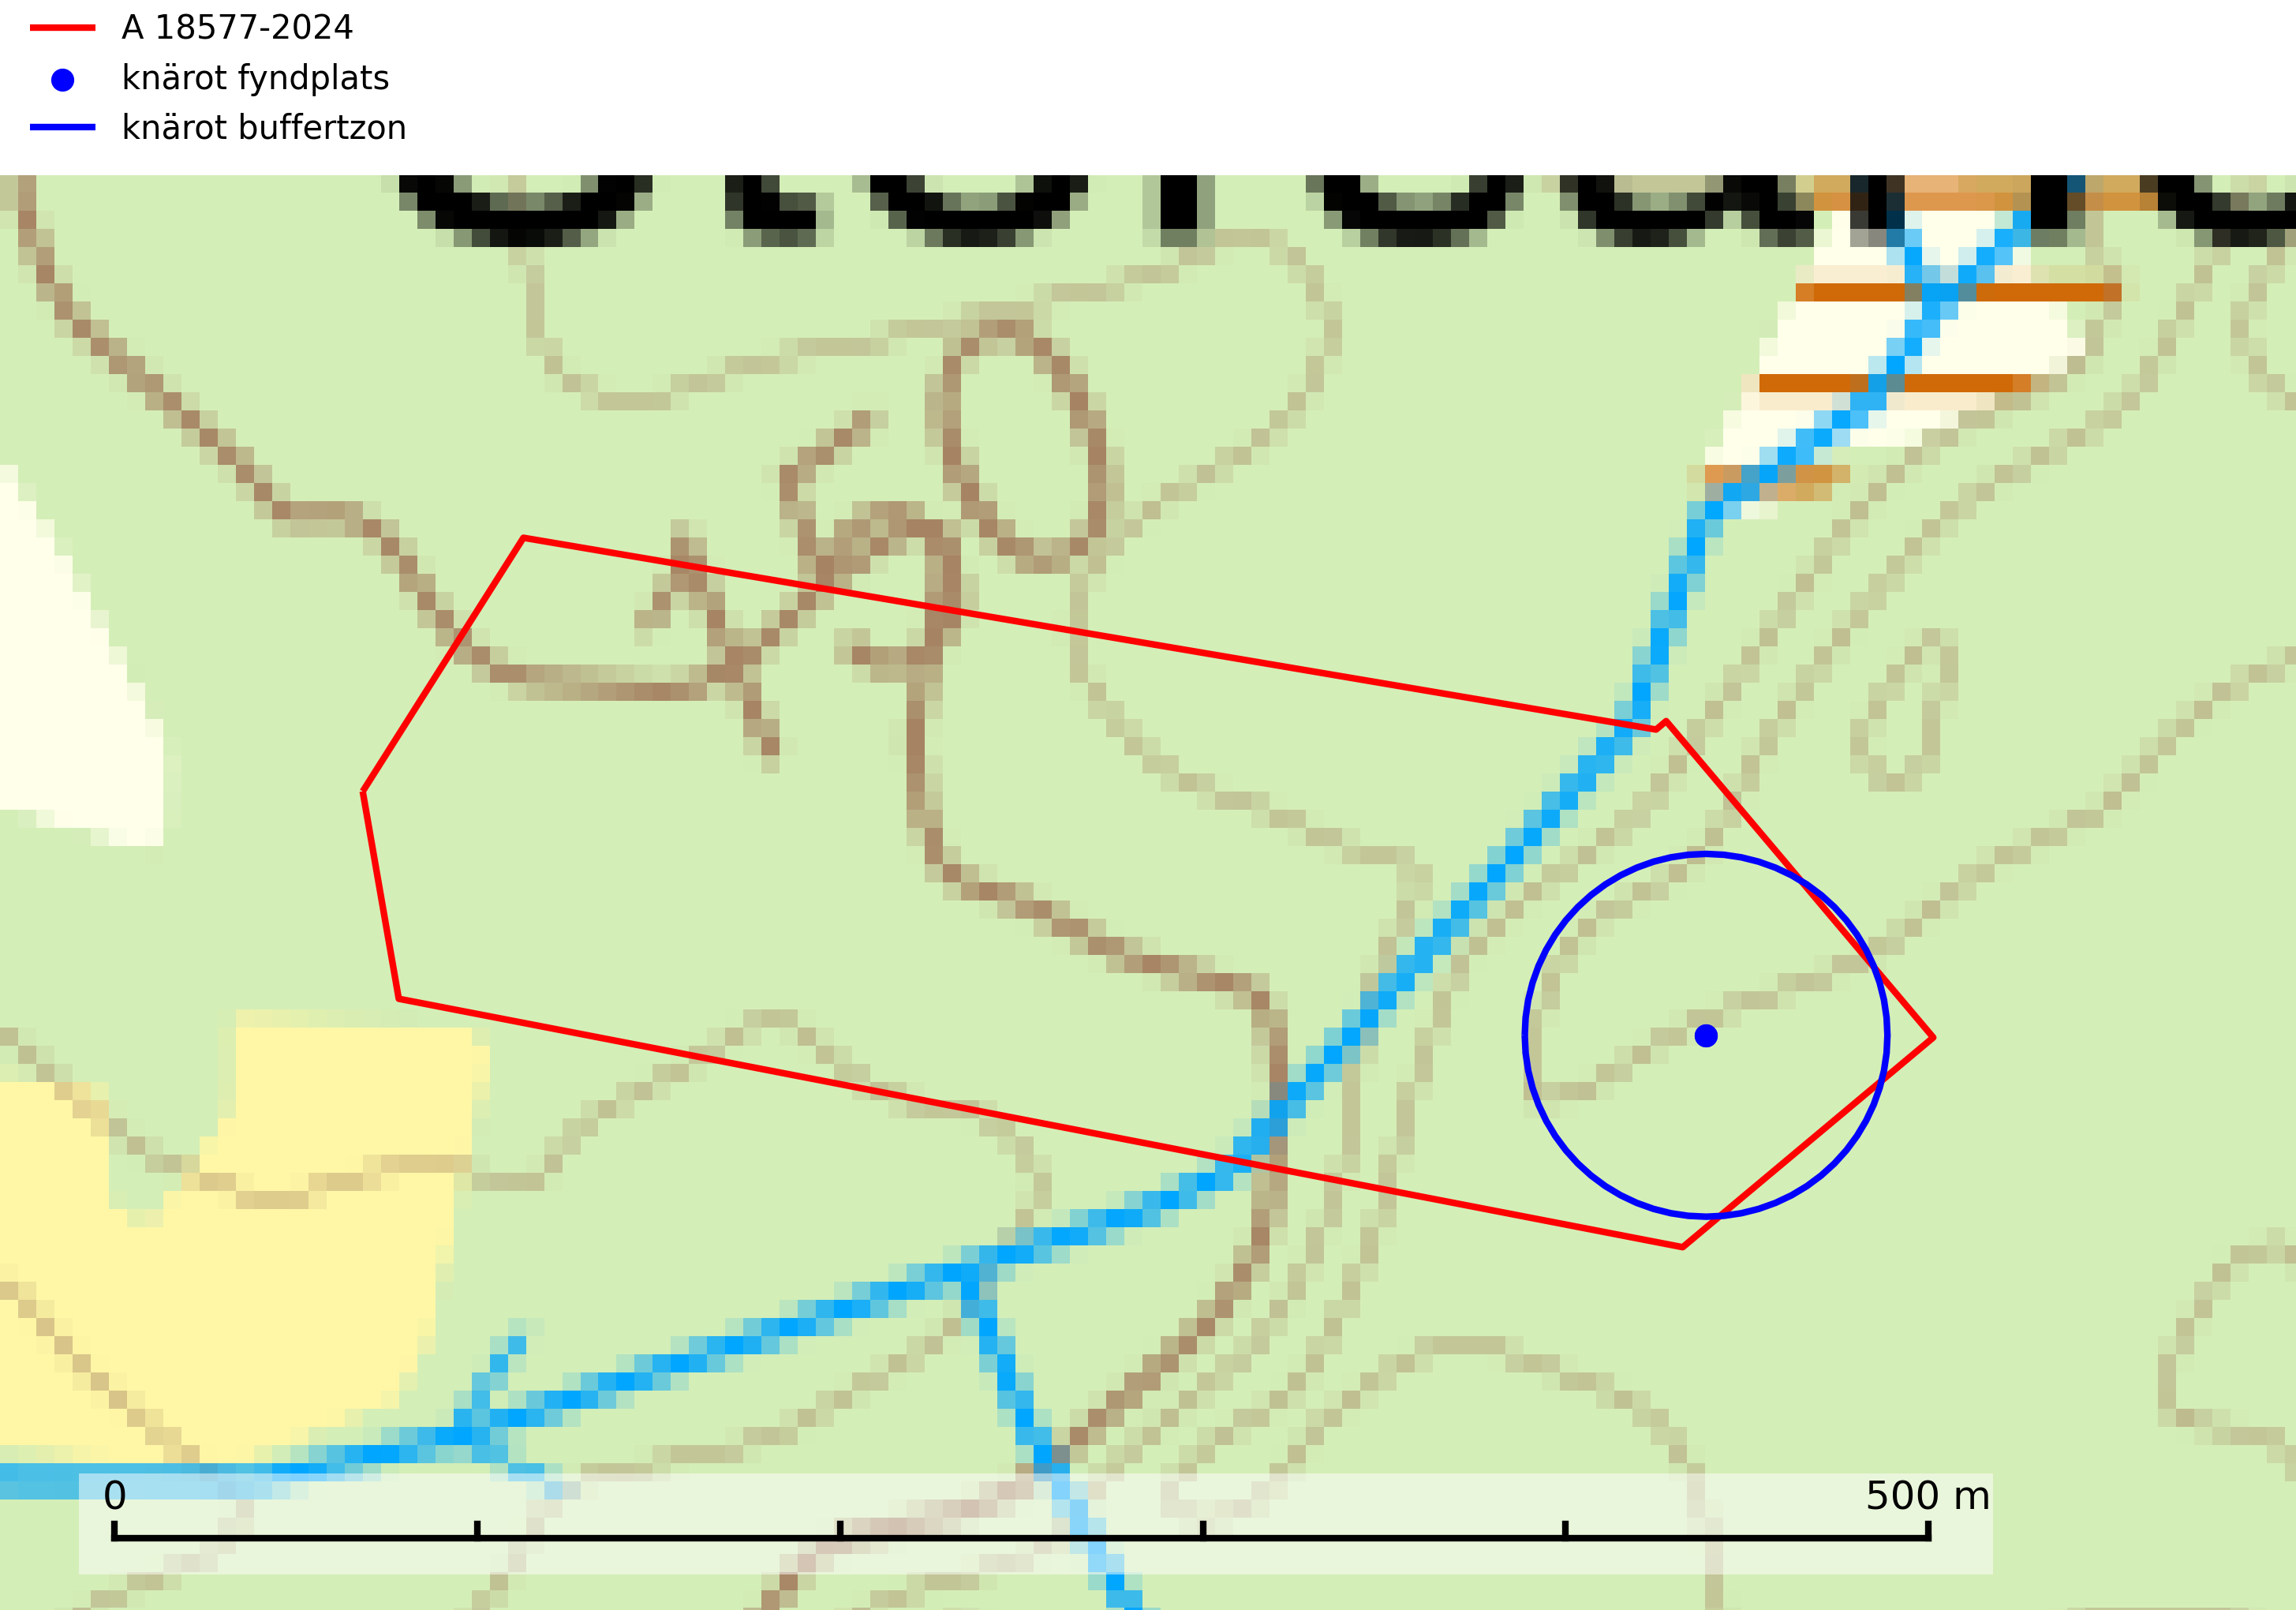 A 18577-2024
knärot fyndplats
knärot buffertzon
0 500 m